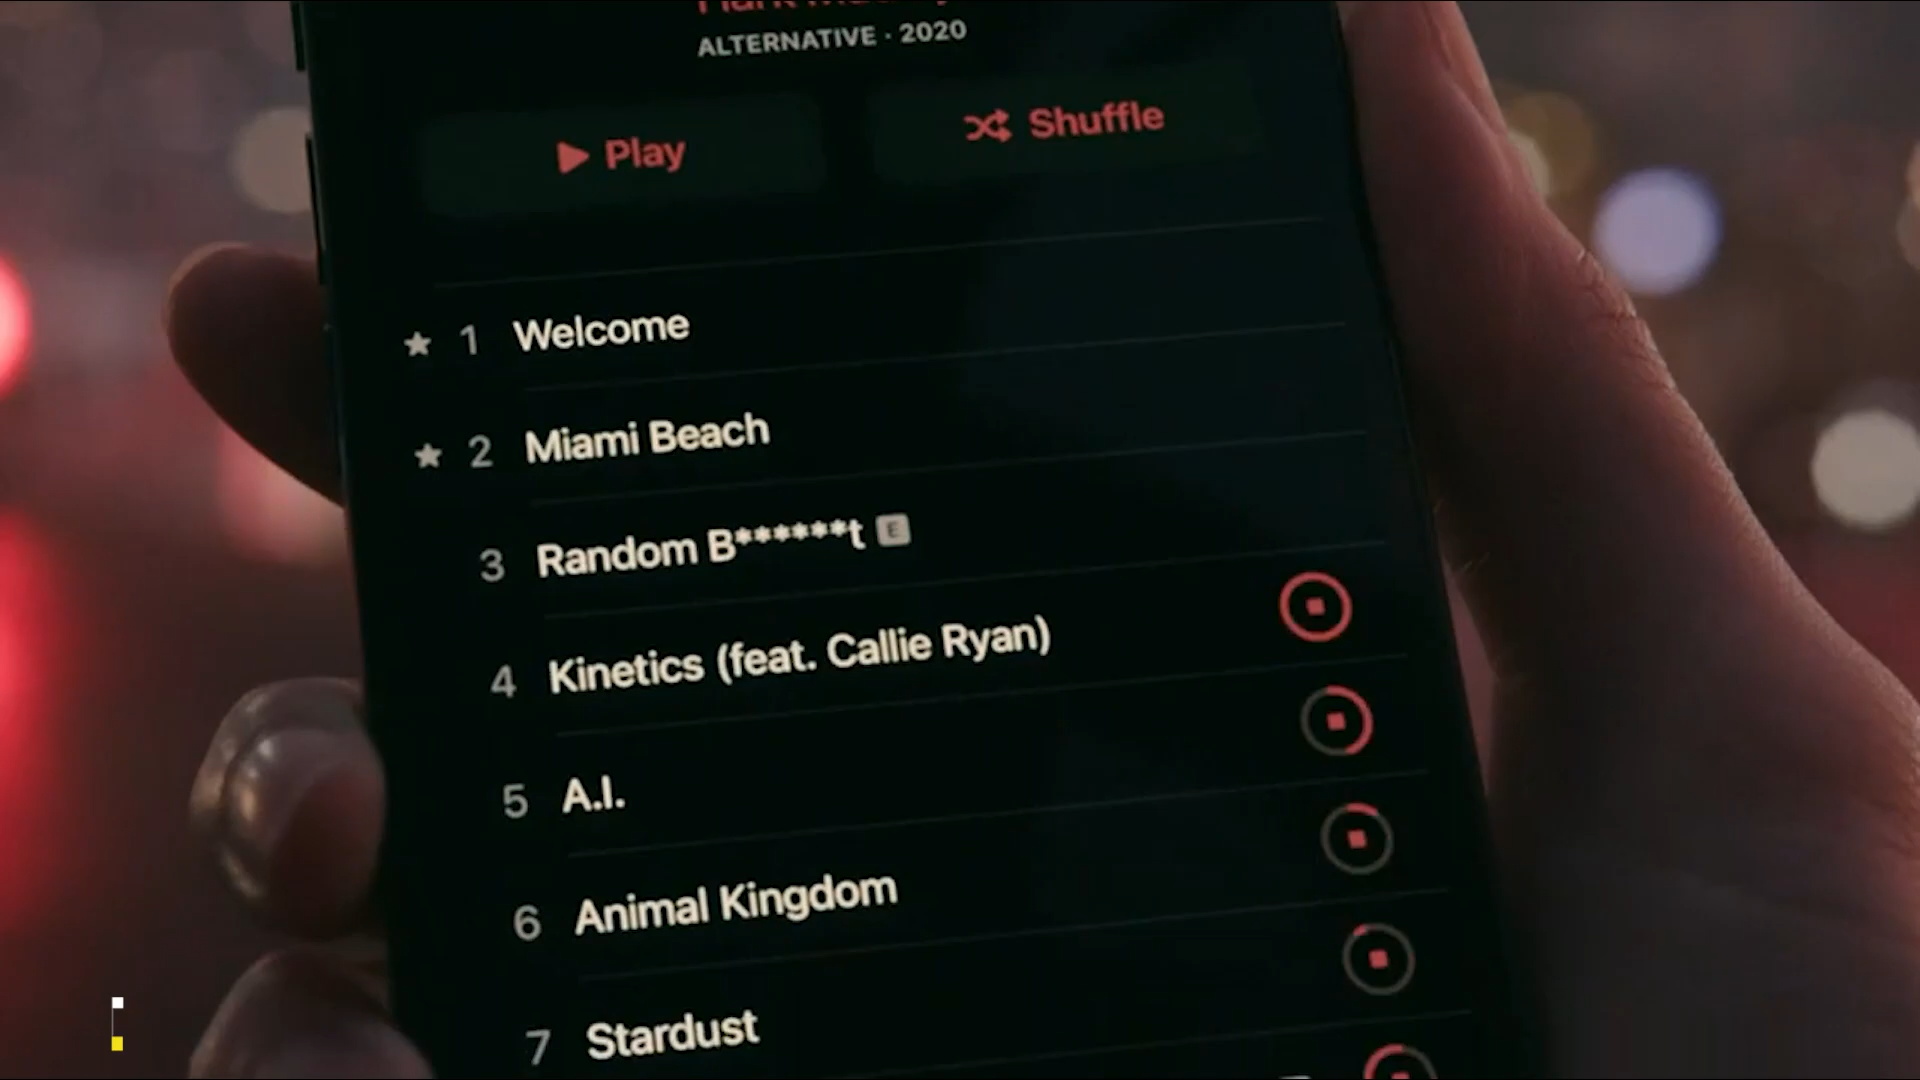 ALTERNATIVE · 2020
Play
Shuffle
1 Welcome
2 Miami Beach
3 Random B******t E
4 Kinetics (feat. Callie Ryan)
5 A.I.
6 Animal Kingdom
7 Stardust